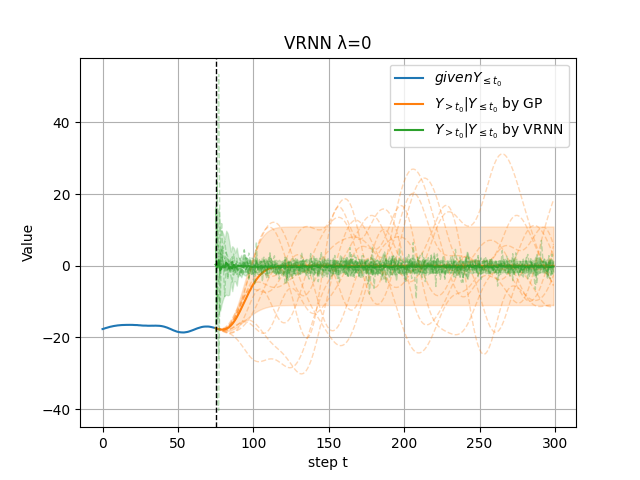 VRNN λ=0
givenY≤t₀
Y>t₀|Y≤t₀ by GP
Y>t₀|Y≤t₀ by VRNN
Value
40
20
0
−20
−40
0 50 100 150 200 250 300
step t